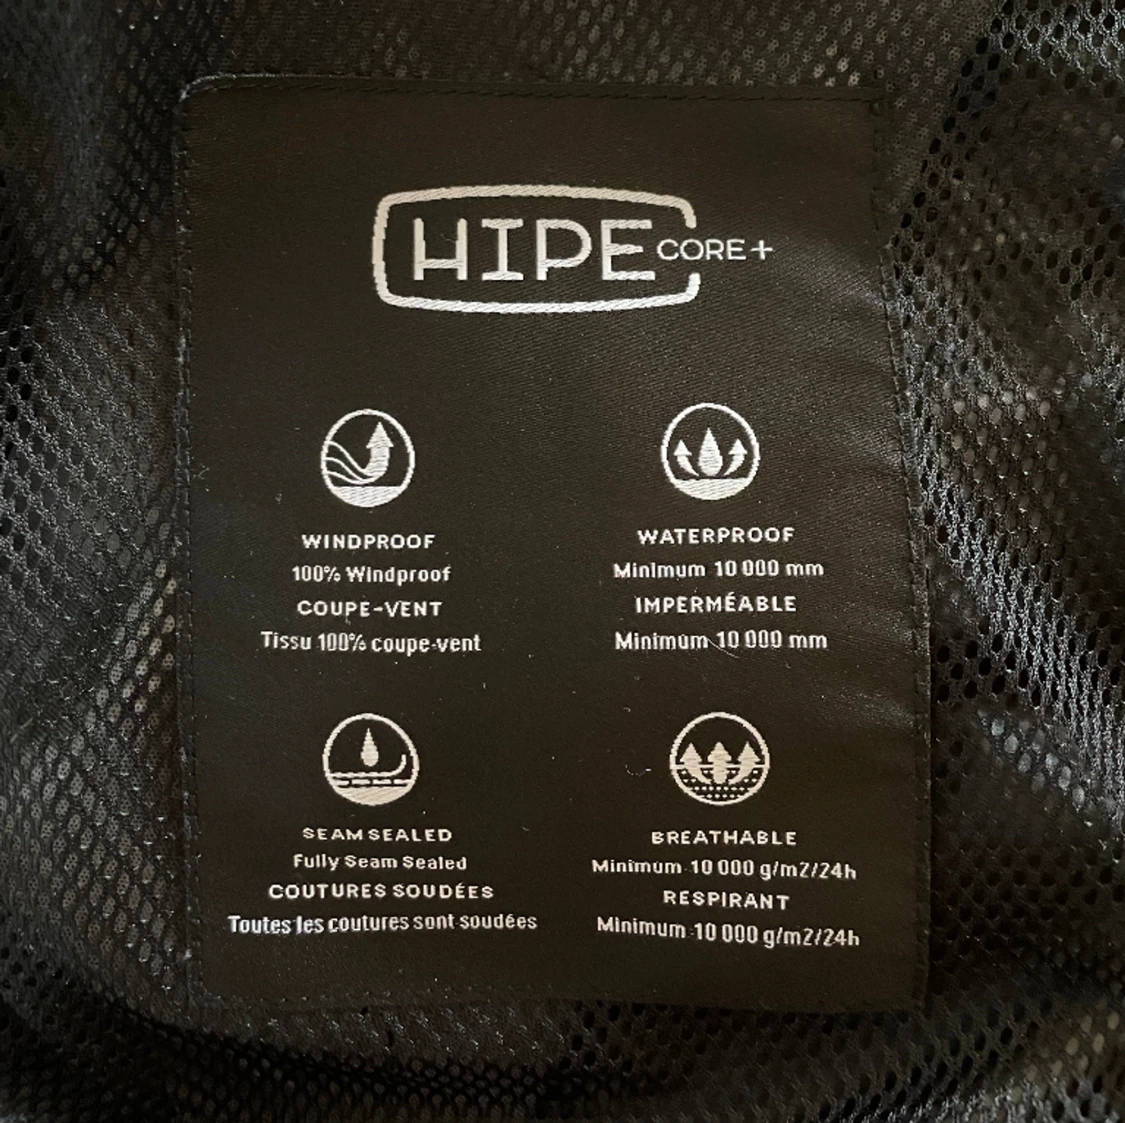 HIPE CORE+
WINDPROOF
100% Windproof
COUPE-VENT
Tissu 100% coupe-vent
WATERPROOF
Minimum 10 000 mm
IMPERMÉABLE
Minimum 10 000 mm
SEAM SEALED
Fully Seam Sealed
COUTURES SOUDÉES
Toutes les coutures sont soudées
BREATHABLE
Minimum 10 000 g/m2/24h
RESPIRANT
Minimum 10 000 g/m2/24h